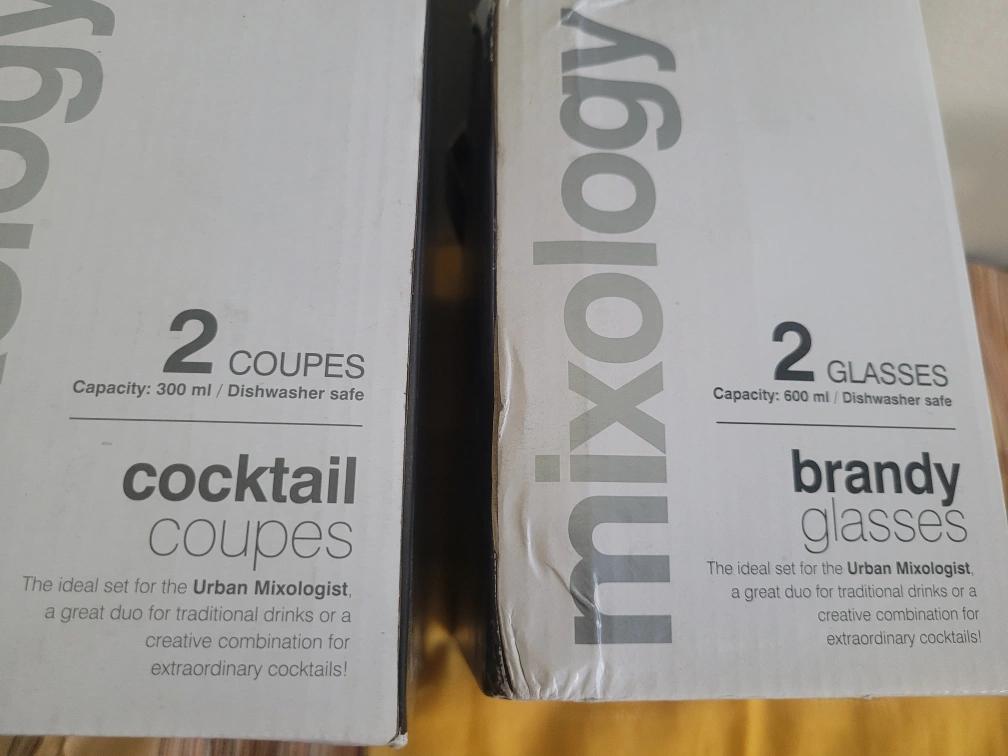 2 COUPES
Capacity: 300 ml / Dishwasher safe
cocktail
coupes
The ideal set for the Urban Mixologist,
a great duo for traditional drinks or a
creative combination for
extraordinary cocktails!
mixology
2 GLASSES
Capacity: 600 ml / Dishwasher safe
brandy
glasses
The ideal set for the Urban Mixologist,
a great duo for traditional drinks or a
creative combination for
extraordinary cocktails!